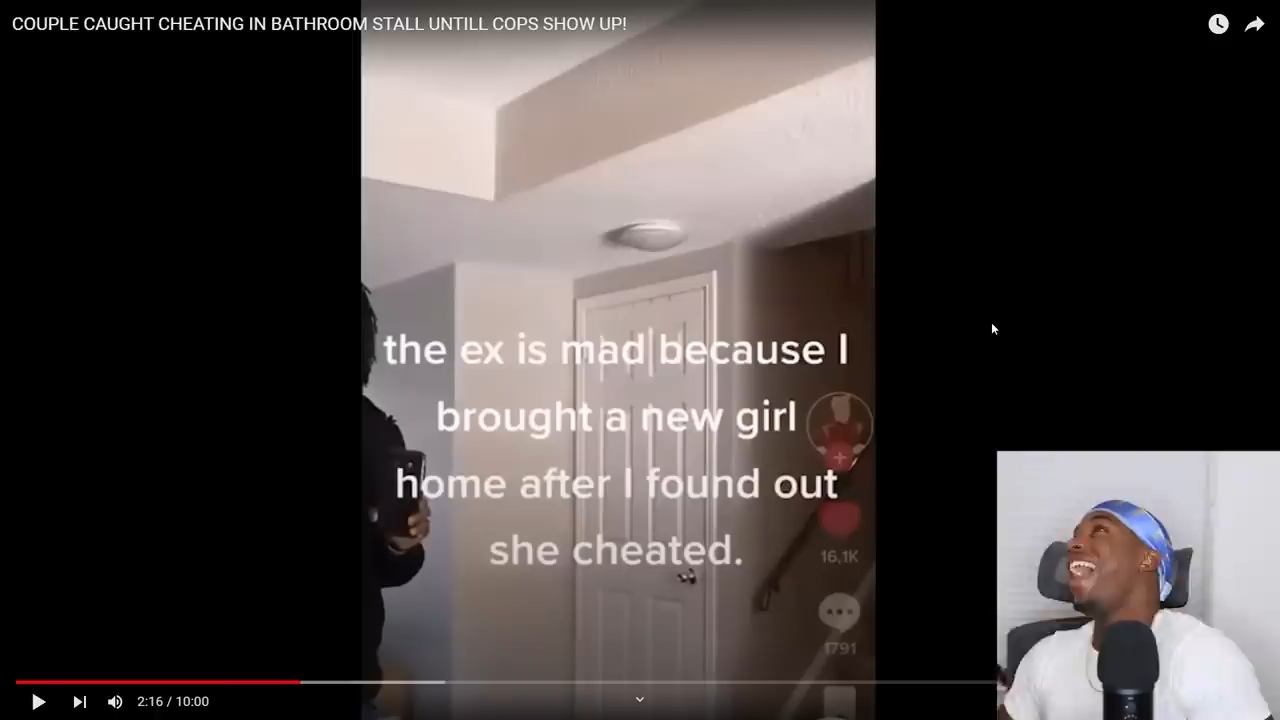 COUPLE CAUGHT CHEATING IN BATHROOM STALL UNTILL COPS SHOW UP!
the ex is mad because I
brought a new girl
home after I found out
she cheated.
16,1K
1791
2:16 / 10:00